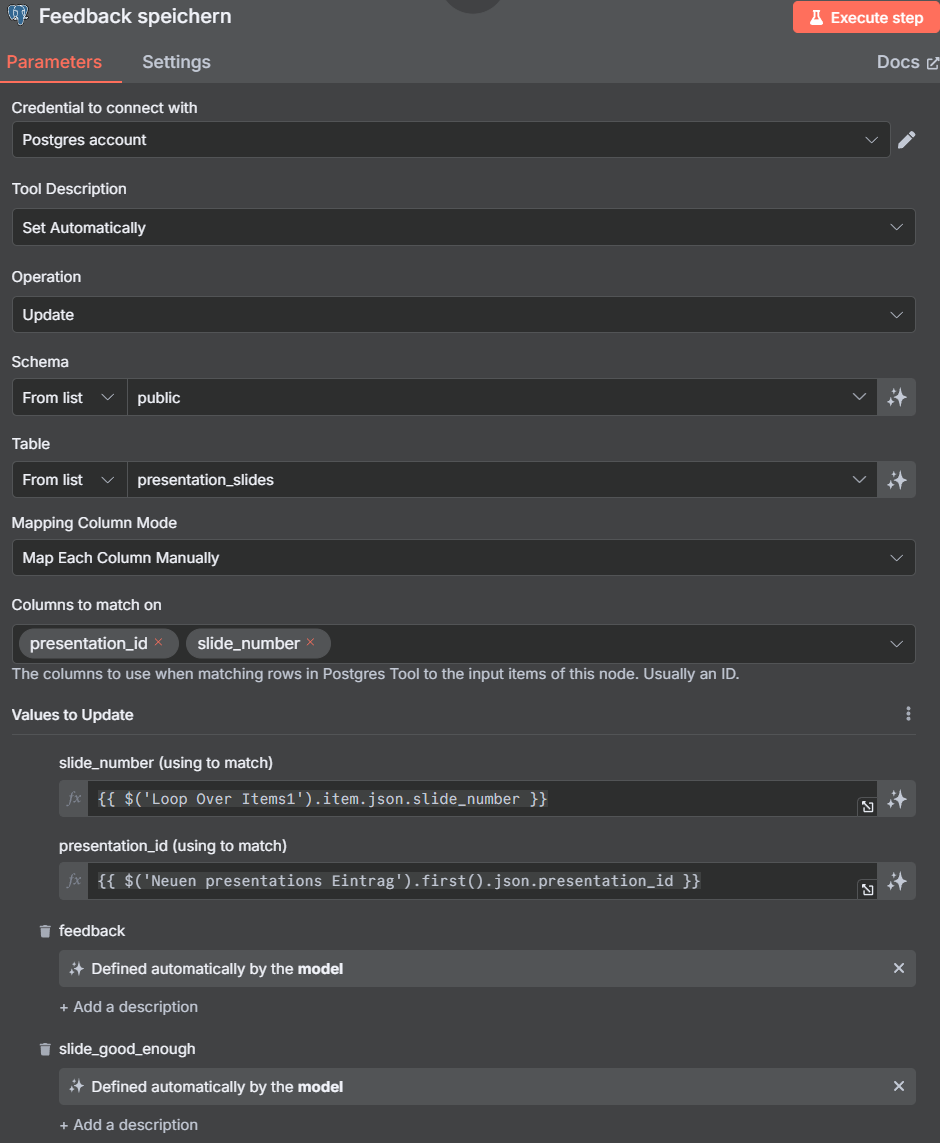 Feedback speichern
Execute step
Parameters
Settings
Docs
Credential to connect with
Postgres account
Tool Description
Set Automatically
Operation
Update
Schema
From list
public
Table
From list
presentation_slides
Mapping Column Mode
Map Each Column Manually
Columns to match on
presentation_id ×
slide_number ×
The columns to use when matching rows in Postgres Tool to the input items of this node. Usually an ID.
Values to Update
slide_number (using to match)
fx
{{ $('Loop Over Items1').item.json.slide_number }}
presentation_id (using to match)
fx
{{ $('Neuen presentations Eintrag').first().json.presentation_id }}
feedback
Defined automatically by the model
+ Add a description
slide_good_enough
Defined automatically by the model
+ Add a description